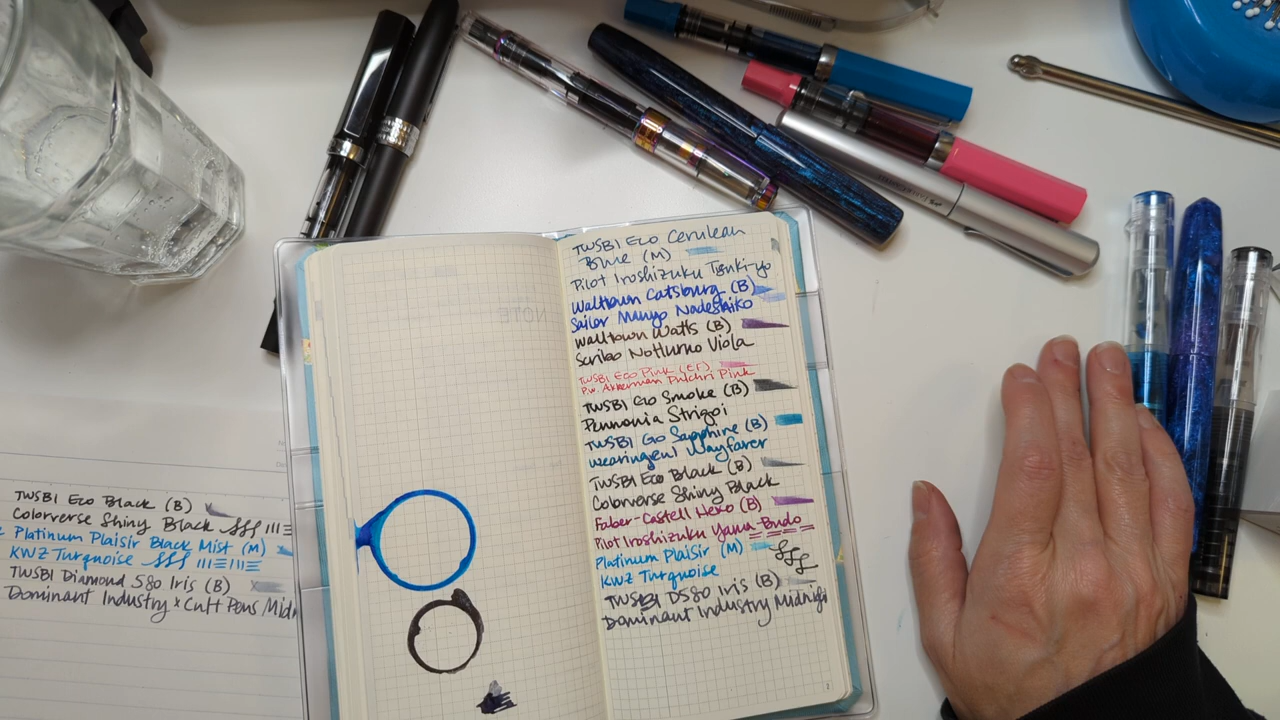 TWSBI Eco Cerulean
Blue (M)
Pilot Iroshizuku Tsuki-yo
Walltown Catsburg (B)
Sailor Manyo Nadeshiko
Walltown Watts (B)
Scribo Notturno Viola
TWSBI Eco Pink (EF)
P.W. Akkerman Pulchri Pink
TWSBI Eco Smoke (B)
Pennonia Strigoi
TWSBI Go Sapphire (B)
Wearingeul Wayfarer
TWSBI Eco Black (B)
Colorverse Shiny Black
Faber-Castell Hexo (B)
Pilot Iroshizuku Yama-Budo
Platinum Plaisir (M)
KWZ Turquoise
TWSBI D580 Iris (B)
Dominant Industry Midnigh
NOTE
TWSBI Eco Black (B)
Colorverse Shiny Black
Platinum Plaisir Black Mist (M)
KWZ Turquoise
TWSBI Diamond 580 Iris (B)
Dominant Industry x Cult Pens Midn